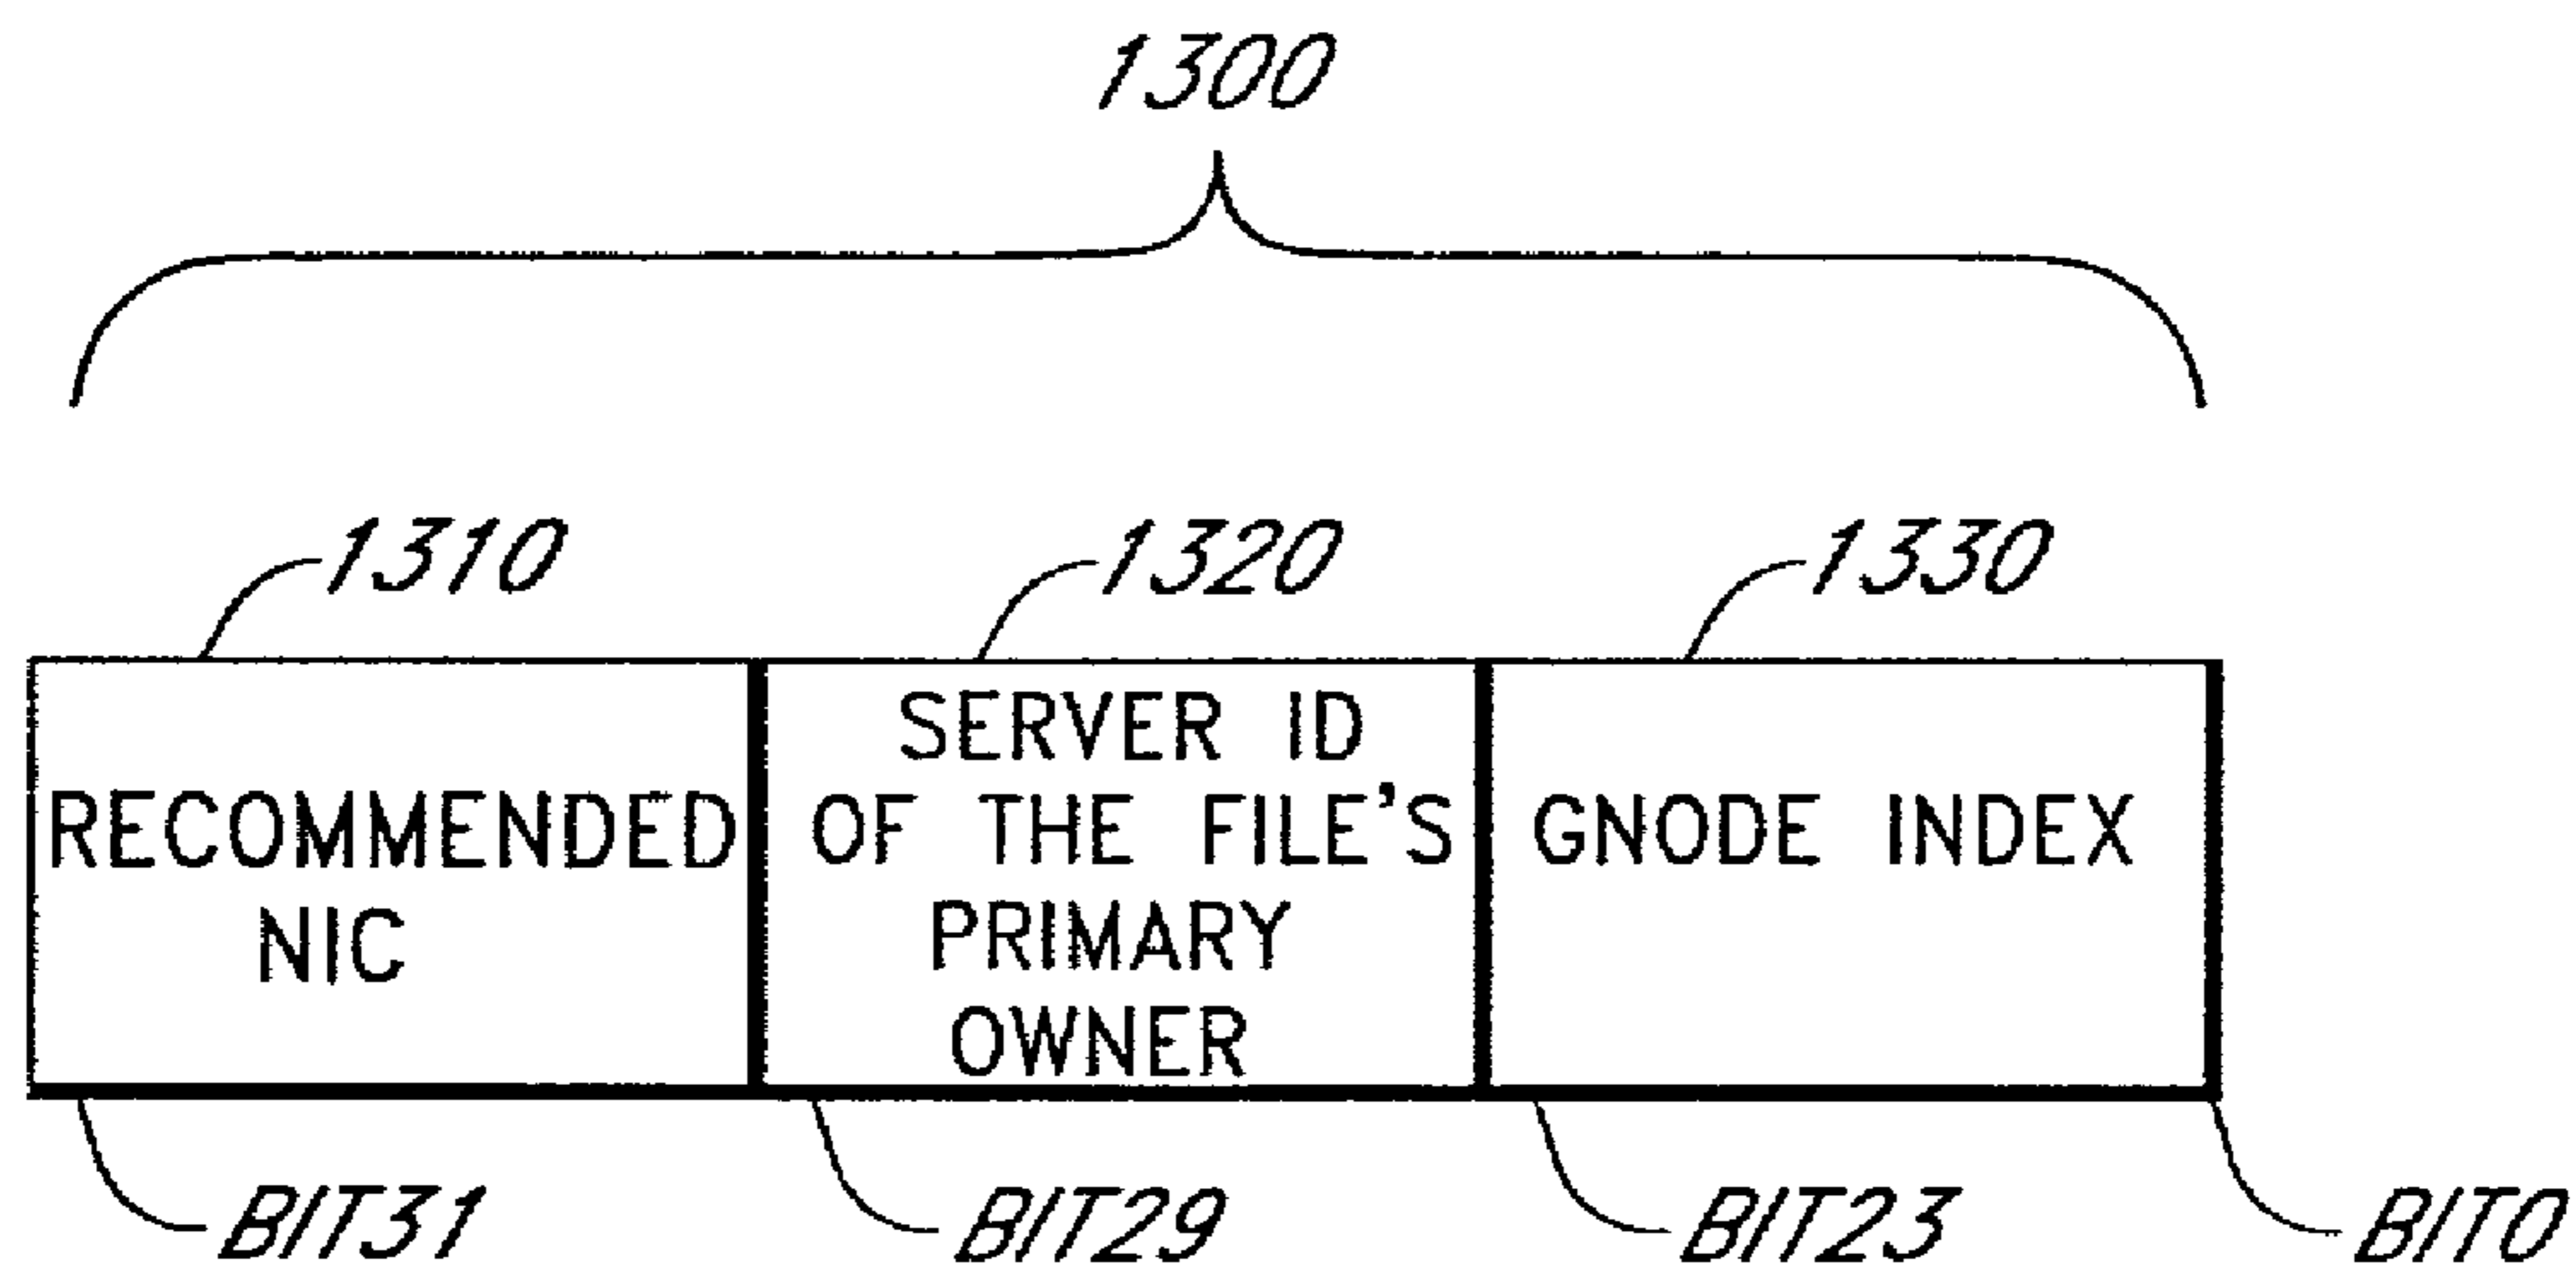 1300
1310
1320
1330
RECOMMENDED
NIC
SERVER ID
OF THE FILE'S
PRIMARY
OWNER
GNODE INDEX
BIT31
BIT29
BIT23
BIT0